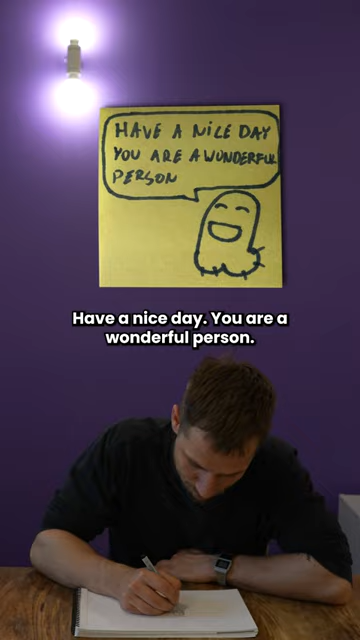 HAVE A NICE DAY
YOU ARE A WONDERFUL
PERSON
Have a nice day. You are a
wonderful person.